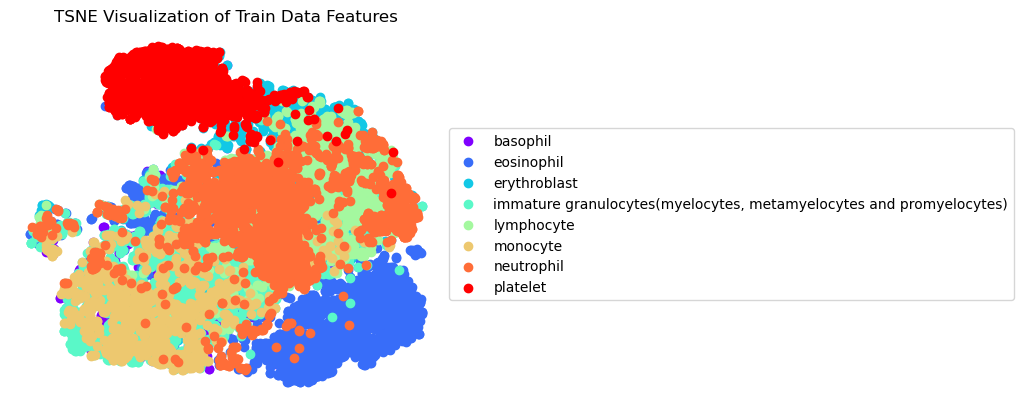 TSNE Visualization of Train Data Features
basophil
eosinophil
erythroblast
immature granulocytes(myelocytes, metamyelocytes and promyelocytes)
lymphocyte
monocyte
neutrophil
platelet